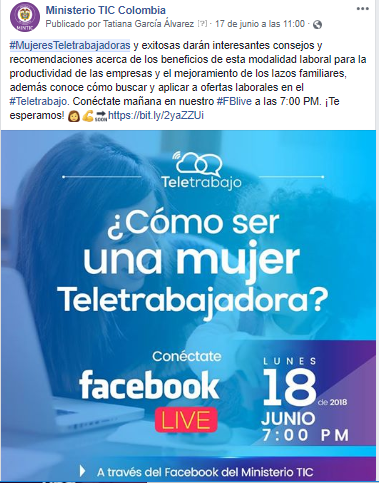 Ministerio TIC Colombia
Publicado por Tatiana García Álvarez [?] · 17 de junio a las 11:00 ·
#MujeresTeletrabajadoras y exitosas darán interesantes consejos y
recomendaciones acerca de los beneficios de esta modalidad laboral para la
productividad de las empresas y el mejoramiento de los lazos familiares,
además conoce cómo buscar y aplicar a ofertas laborales en el
#Teletrabajo. Conéctate mañana en nuestro #FBlive a las 7:00 PM. ¡Te
esperamos! 👩💪🔜https://bit.ly/2yaZZUi
Teletrabajo
¿Cómo ser
una mujer
Teletrabajadora?
Conéctate
facebook
LIVE
LUNES
18 de 2018
JUNIO
7:00 PM
A través del Facebook del Ministerio TIC